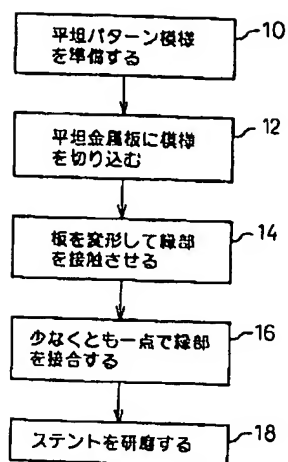 平坦パターン模様
を準備する
10
平坦金属板に模様
を切り込む
12
板を変形して縁部
を接触させる
14
少なくとも一点で縁部
を接合する
16
ステントを研磨する
18